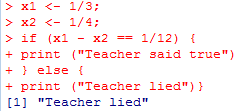 > x1 <- 1/3;
> x2 <- 1/4;
> if (x1 - x2 == 1/12) {
+ print ("Teacher said true")
+ } else {
+ print ("Teacher lied")}
[1] "Teacher lied"